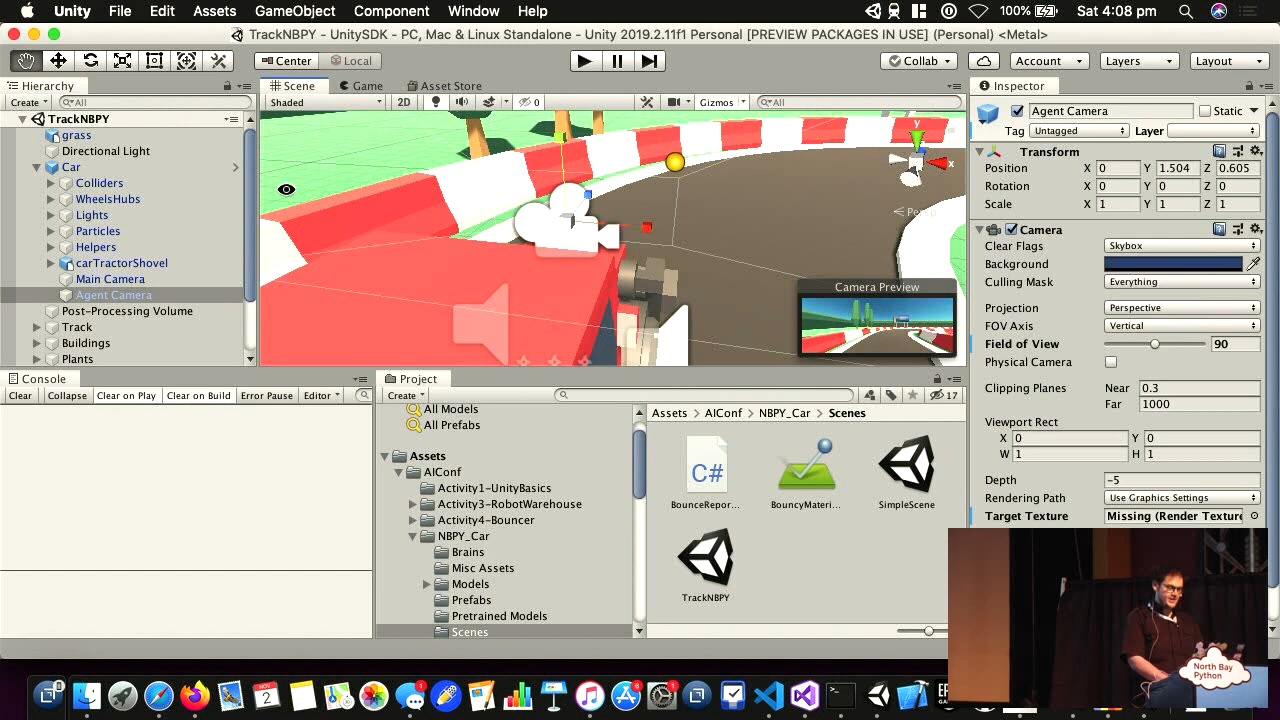 Unity File Edit Assets GameObject Component Window Help 100% Sat 4:08 pm
TrackNBPY - UnitySDK - PC, Mac & Linux Standalone - Unity 2019.2.11f1 Personal [PREVIEW PACKAGES IN USE] (Personal) <Metal>
Center Local Collab Account Layers Layout
Hierarchy
Create All
TrackNBPY
grass
Directional Light
Car
Colliders
WheelsHubs
Lights
Particles
Helpers
carTractorShovel
Main Camera
Agent Camera
Post-Processing Volume
Track
Buildings
Plants
Scene Game Asset Store
Shaded 2D 0 Gizmos All
y
x
Persp
Camera Preview
Inspector
Agent Camera Static
Tag Untagged Layer
Transform
Position X 0 Y 1.504 Z 0.605
Rotation X 0 Y 0 Z 0
Scale X 1 Y 1 Z 1
Camera
Clear Flags Skybox
Background
Culling Mask Everything
Projection Perspective
FOV Axis Vertical
Field of View 90
Physical Camera
Clipping Planes Near 0.3
Far 1000
Viewport Rect
X 0 Y 0
W 1 H 1
Depth -5
Rendering Path Use Graphics Settings
Target Texture Missing (Render Texture
Console
Clear Collapse Clear on Play Clear on Build Error Pause Editor
Project
Create 17
All Models
All Prefabs
Assets
AIConf
Activity1-UnityBasics
Activity3-RobotWarehouse
Activity4-Bouncer
NBPY_Car
Brains
Misc Assets
Models
Prefabs
Pretrained Models
Scenes
Assets AIConf NBPY_Car Scenes
C#
BounceRepor...
BouncyMateri...
SimpleScene
TrackNBPY
North Bay
Python
NOV
2